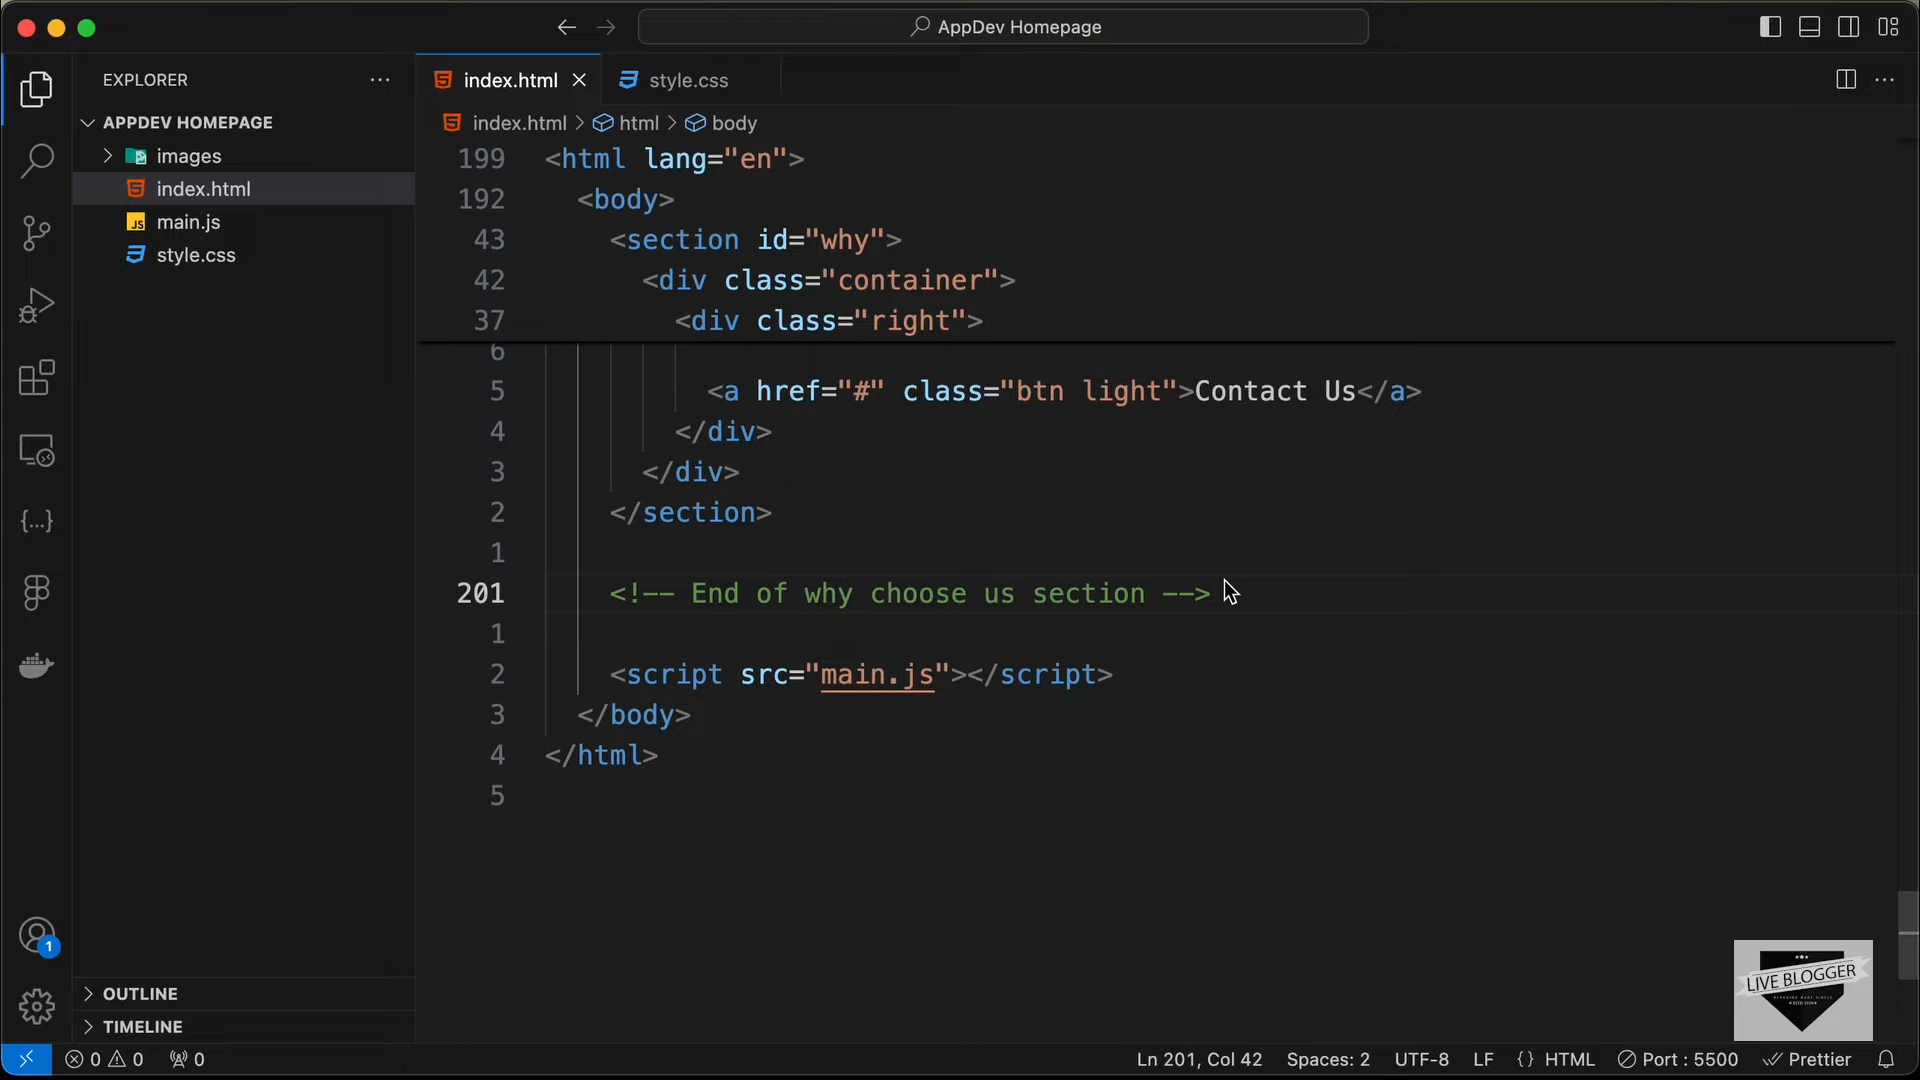 AppDev Homepage
EXPLORER
APPDEV HOMEPAGE
images
index.html
main.js
style.css
OUTLINE
TIMELINE
index.html
style.css
index.html > html > body
199 <html lang="en">
192 <body>
43 <section id="why">
42 <div class="container">
37 <div class="right">
6
5 <a href="#" class="btn light">Contact Us</a>
4 </div>
3 </div>
2 </section>
1
201 <!-- End of why choose us section -->
1
2 <script src="main.js"></script>
3 </body>
4 </html>
5
1
LIVE BLOGGER
0 0 0
Ln 201, Col 42 Spaces: 2 UTF-8 LF {} HTML Port : 5500 Prettier